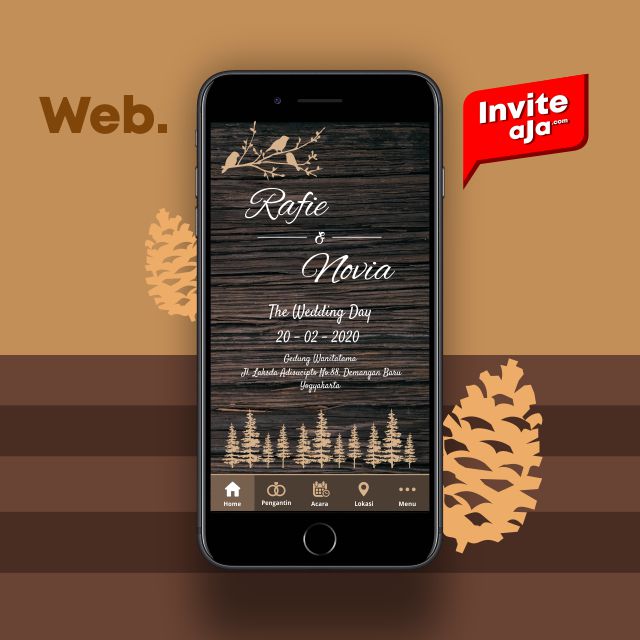 Web.
Invite
aja.com
Rafie
&
Novia
The Wedding Day
20 - 02 - 2020
Gedung Wanitatama
Jl. Laksda Adisucipto No.88, Demangan Baru
Yogyakarta
Home Pengantin Acara Lokasi Menu